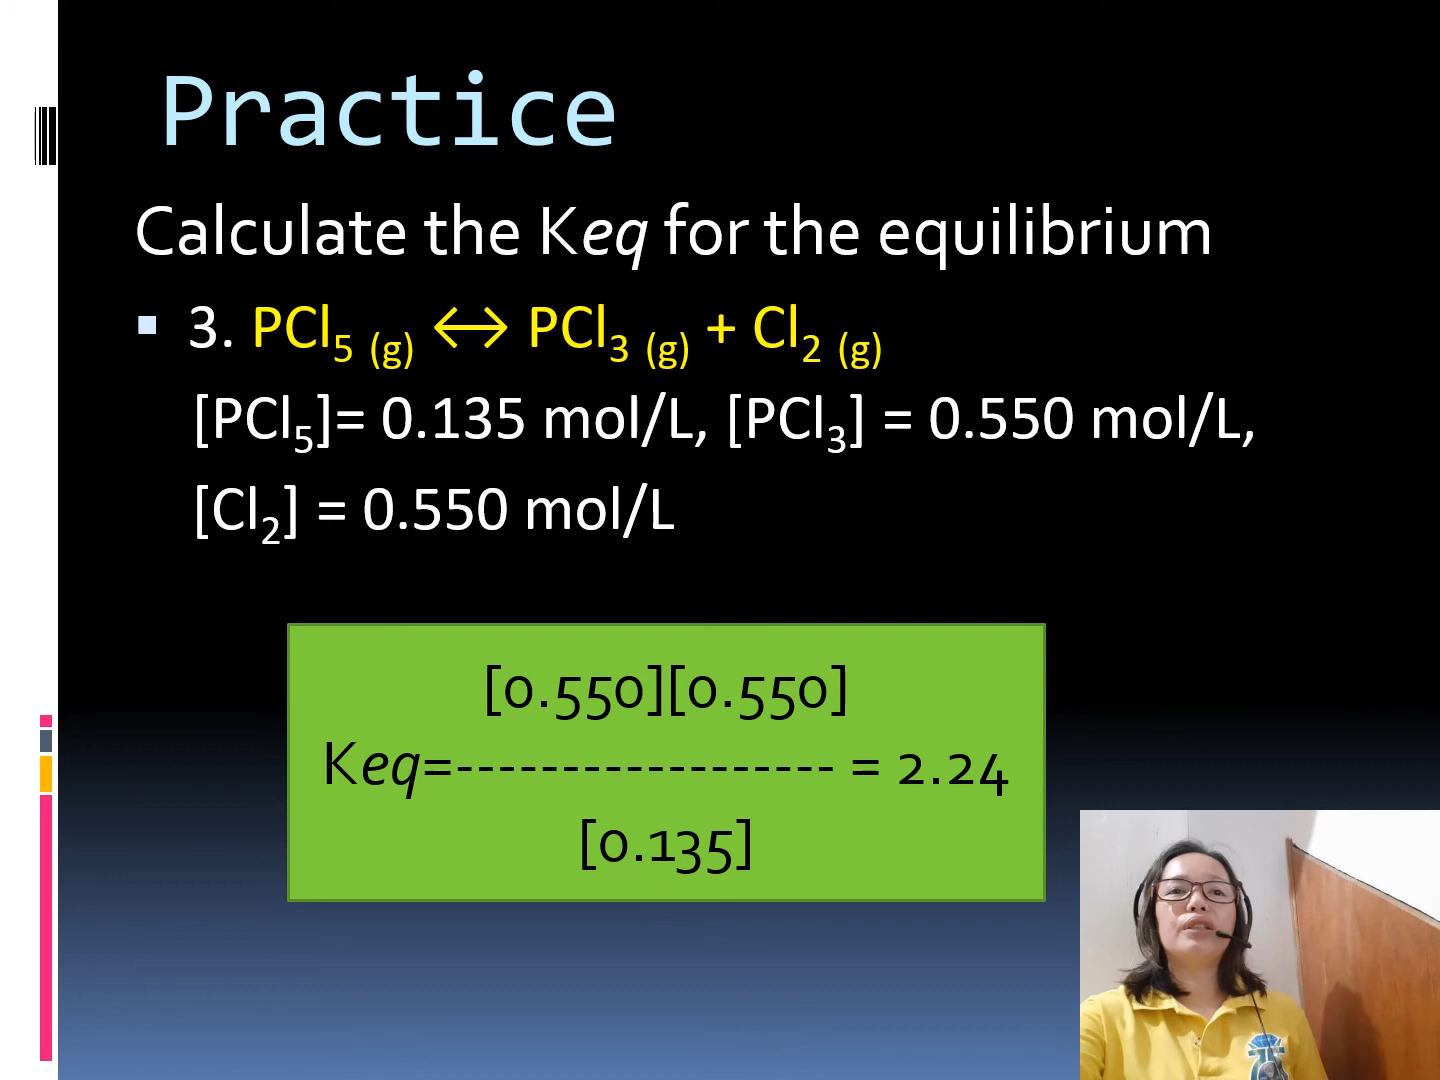 Practice
Calculate the Keq for the equilibrium
3. PCl₅ (g) ↔ PCl₃ (g) + Cl₂ (g)
[PCl₅]= 0.135 mol/L, [PCl₃] = 0.550 mol/L,
[Cl₂] = 0.550 mol/L
[0.550][0.550]
Keq=------------------ = 2.24
[0.135]